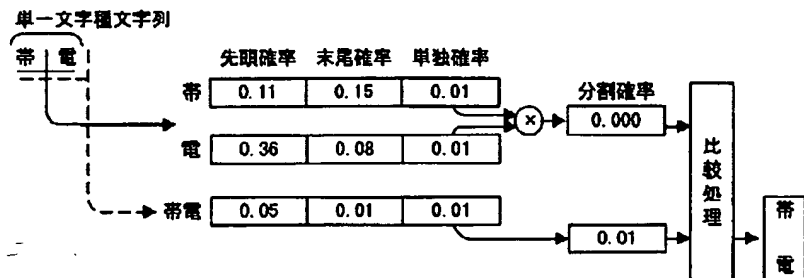 単一文字種文字列
帯 電
先頭確率 末尾確率 単独確率
帯 0.11 0.15 0.01
分割確率
× 0.000
電 0.36 0.08 0.01
帯電 0.05 0.01 0.01
0.01
比較処理
帯電